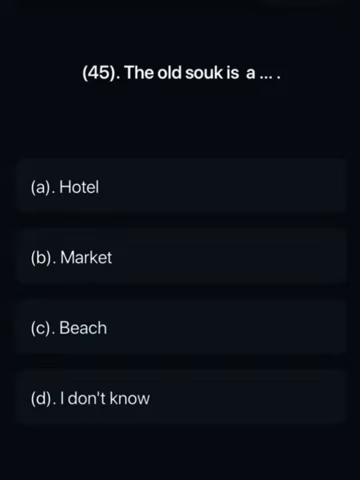 (45). The old souk is a ... .
(a). Hotel
(b). Market
(c). Beach
(d). I don't know